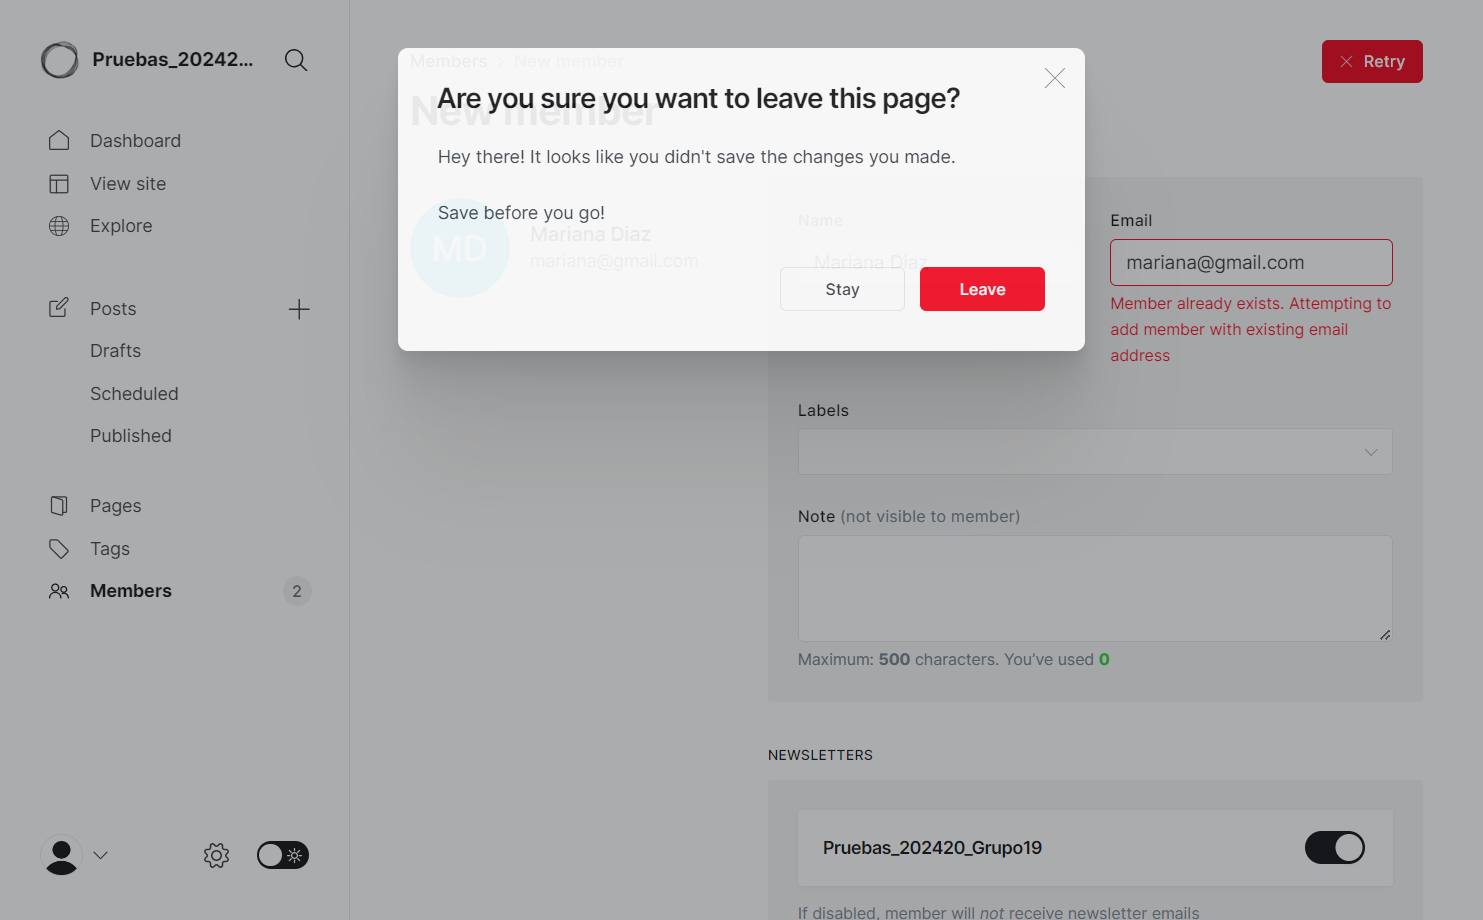 Pruebas_20242...
Dashboard
View site
Explore
Posts
Drafts
Scheduled
Published
Pages
Tags
Members
2
Members > New member
New member
Retry
Are you sure you want to leave this page?
Hey there! It looks like you didn't save the changes you made.
Save before you go!
Stay
Leave
MD
Mariana Diaz
mariana@gmail.com
Name
Mariana Diaz
Email
mariana@gmail.com
Member already exists. Attempting to
add member with existing email
address
Labels
Note (not visible to member)
Maximum: 500 characters. You've used 0
NEWSLETTERS
Pruebas_202420_Grupo19
If disabled, member will not receive newsletter emails